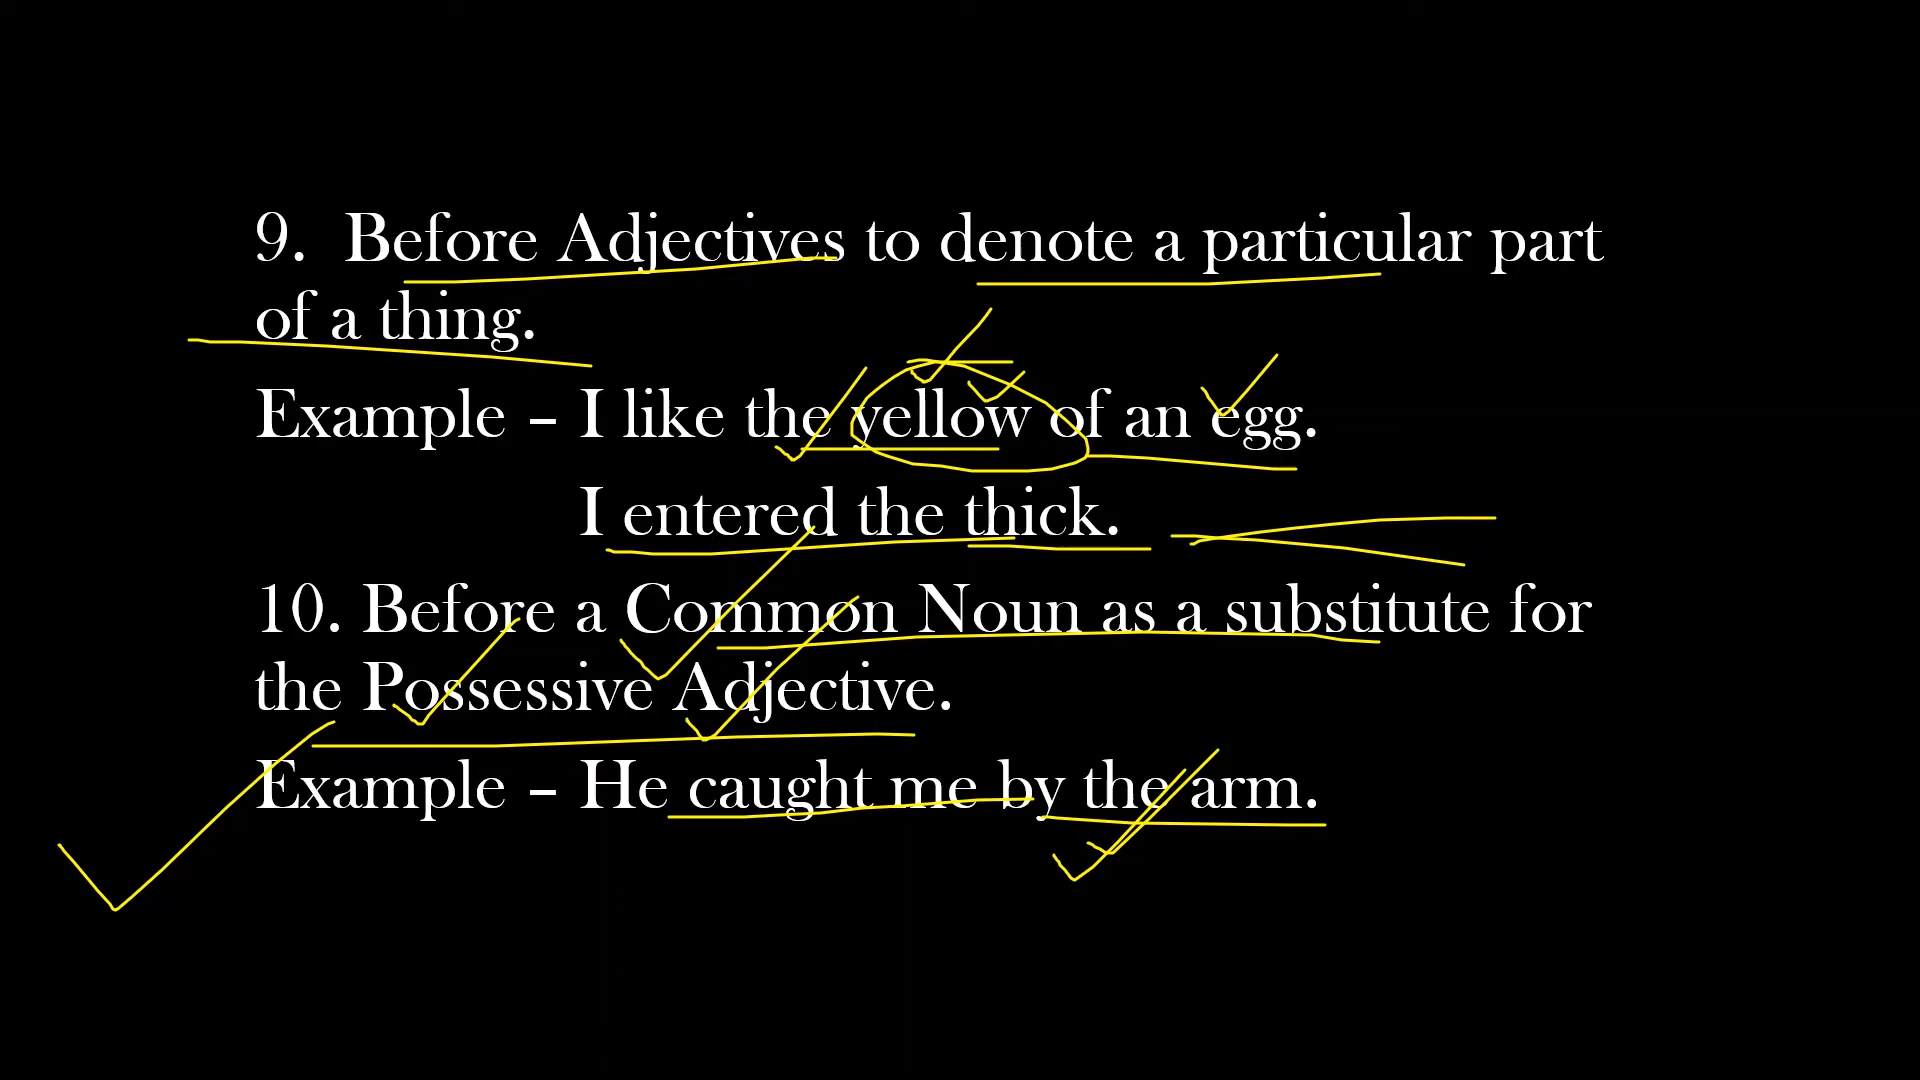 9. Before Adjectives to denote a particular part
of a thing.
Example – I like the yellow of an egg.
I entered the thick.
10. Before a Common Noun as a substitute for
the Possessive Adjective.
Example – He caught me by the arm.